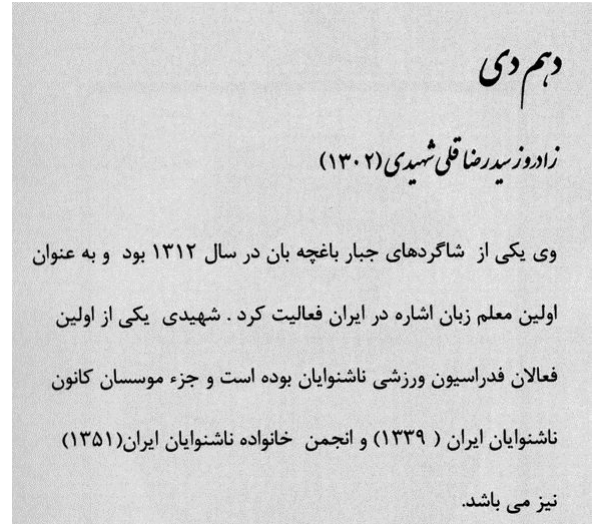 دهم دی
زادروز سید رضا قلی شهیدی (۱۳۰۲)
وی یکی از شاگردهای جبار باغچه بان در سال ۱۳۱۲ بود و به عنوان
اولین معلم زبان اشاره در ایران فعالیت کرد . شهیدی یکی از اولین
فعالان فدراسیون ورزشی ناشنوایان بوده است و جزء موسسان کانون
ناشنوایان ایران ( ۱۳۳۹) و انجمن خانواده ناشنوایان ایران(۱۳۵۱)
نیز می باشد.